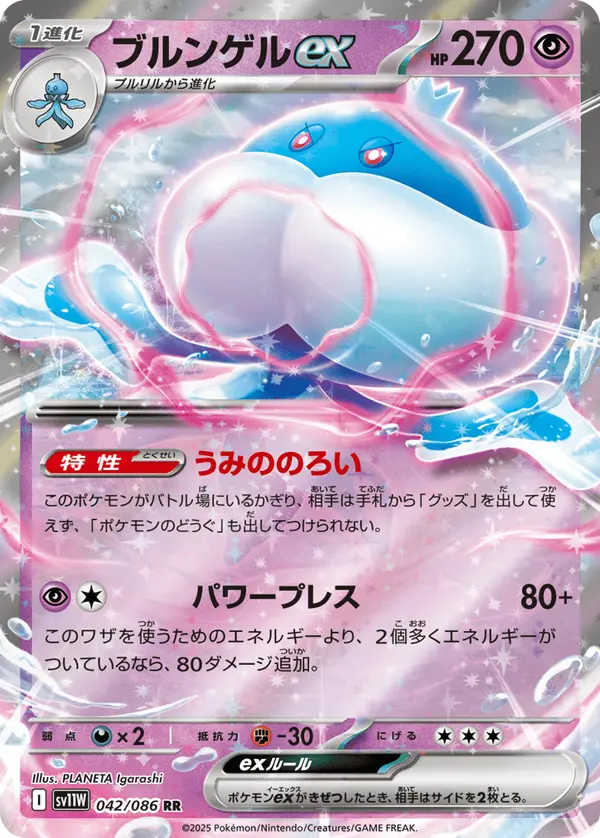 1進化
ブルンゲルex
HP270
ブルリルから進化
特性
とくせい
うみののろい
このポケモンがバトル場にいるかぎり、相手は手札から「グッズ」を出して使
えず、「ポケモンのどうぐ」も出してつけられない。
パワープレス 80+
このワザを使うためのエネルギーより、2個多くエネルギーが
ついているなら、80ダメージ追加。
弱点 ×2 抵抗力 -30 にげる
Illus. PLANETA Igarashi
exルール
I sv11W 042/086 RR
ポケモンexがきぜつしたとき、相手はサイドを2枚とる。
©2025 Pokémon/Nintendo/Creatures/GAME FREAK.